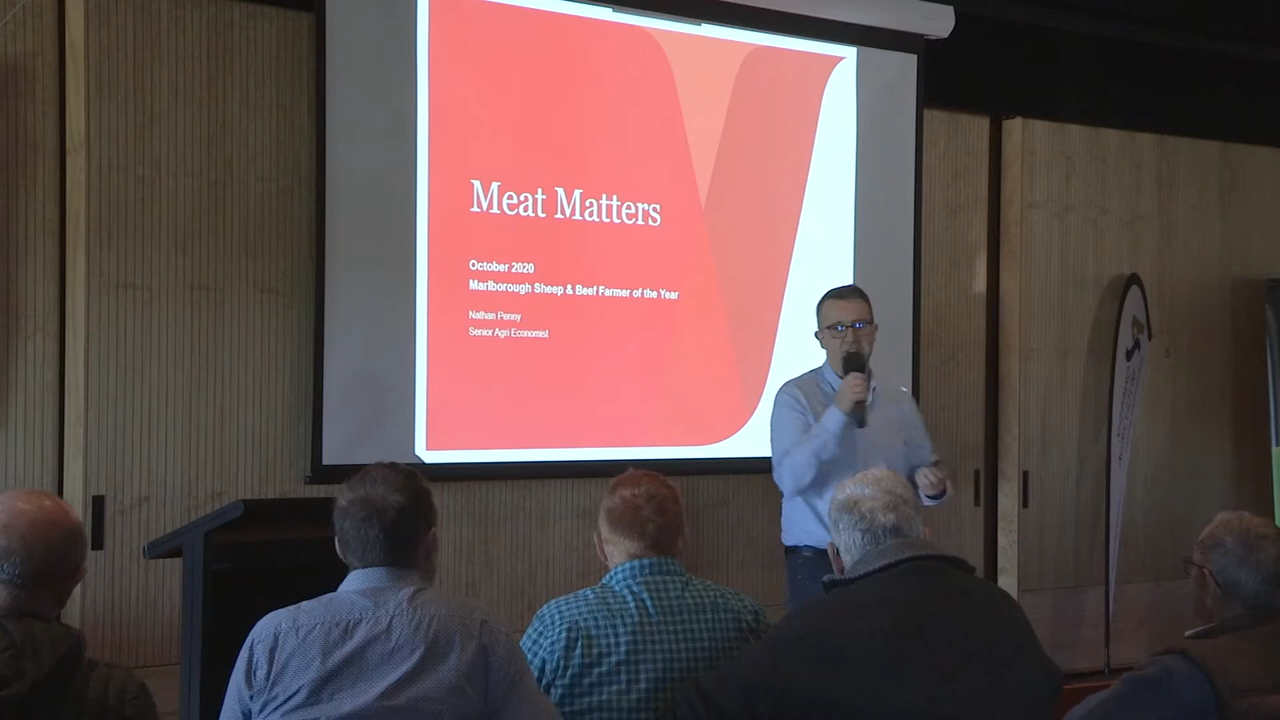 Meat Matters
October 2020
Marlborough Sheep & Beef Farmer of the Year
Nathan Penny
Senior Agri Economist